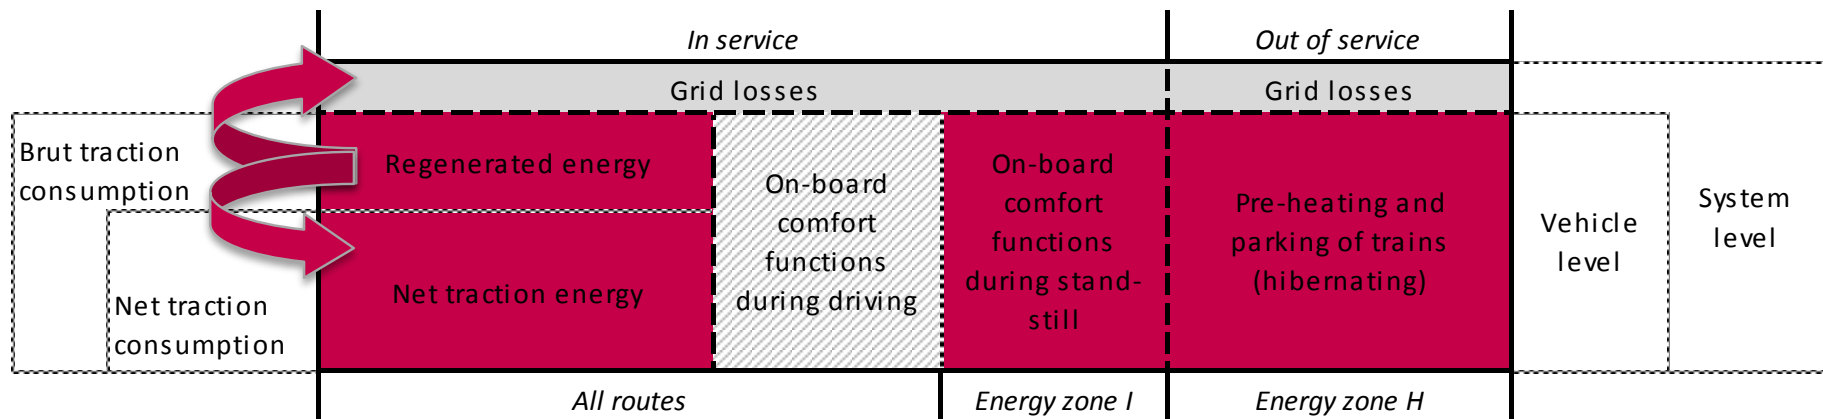 In service
Out of service
Grid losses
Grid losses
Brut traction
consumption
Net traction
consumption
Regenerated energy
Net traction energy
On-board
comfort
functions
during driving
On-board
comfort
functions
during stand-
still
Pre-heating and
parking of trains
(hibernating)
Vehicle
level
System
level
All routes
Energy zone I
Energy zone H